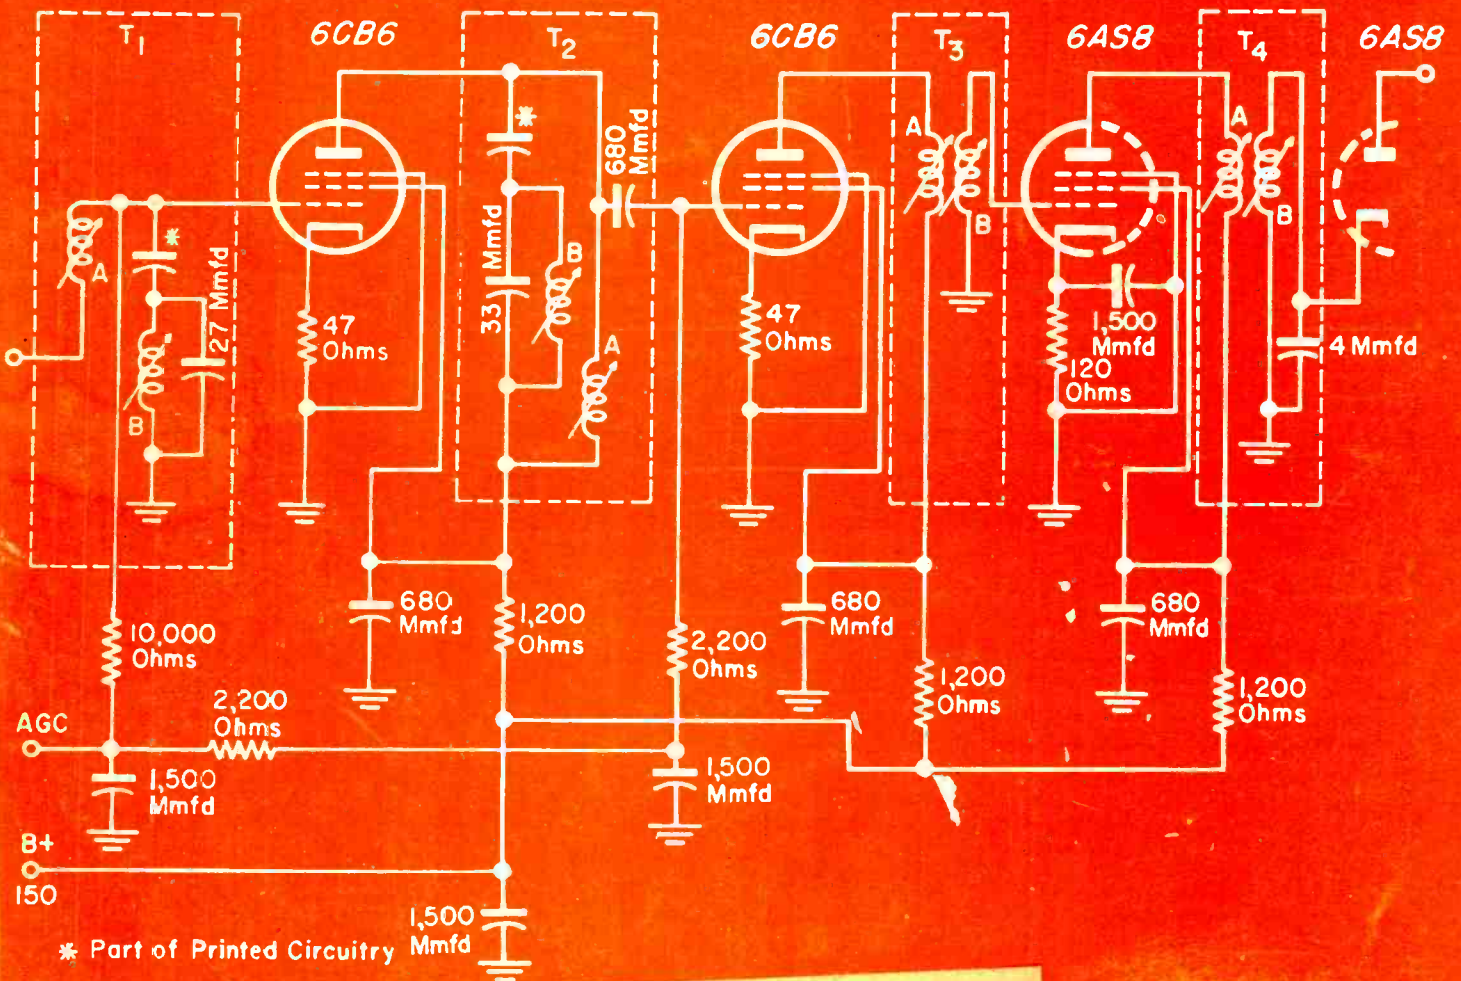 T1
6CB6
T2
6CB6
T3
6AS8
T4
6AS8
*
680
Mmfd
A
B
A
B
A
*
27 Mmfd
B
47
Ohms
33 Mmfd
B
A
47
Ohms
1,500
Mmfd
120
Ohms
4 Mmfd
680
Mmfd
1,200
Ohms
680
Mmfd
680
Mmfd
10,000
Ohms
2,200
Ohms
1,200
Ohms
1,200
Ohms
2,200
Ohms
AGC
1,500
Mmfd
1,500
Mmfd
B+
150
1,500
Mmfd
* Part of Printed Circuitry